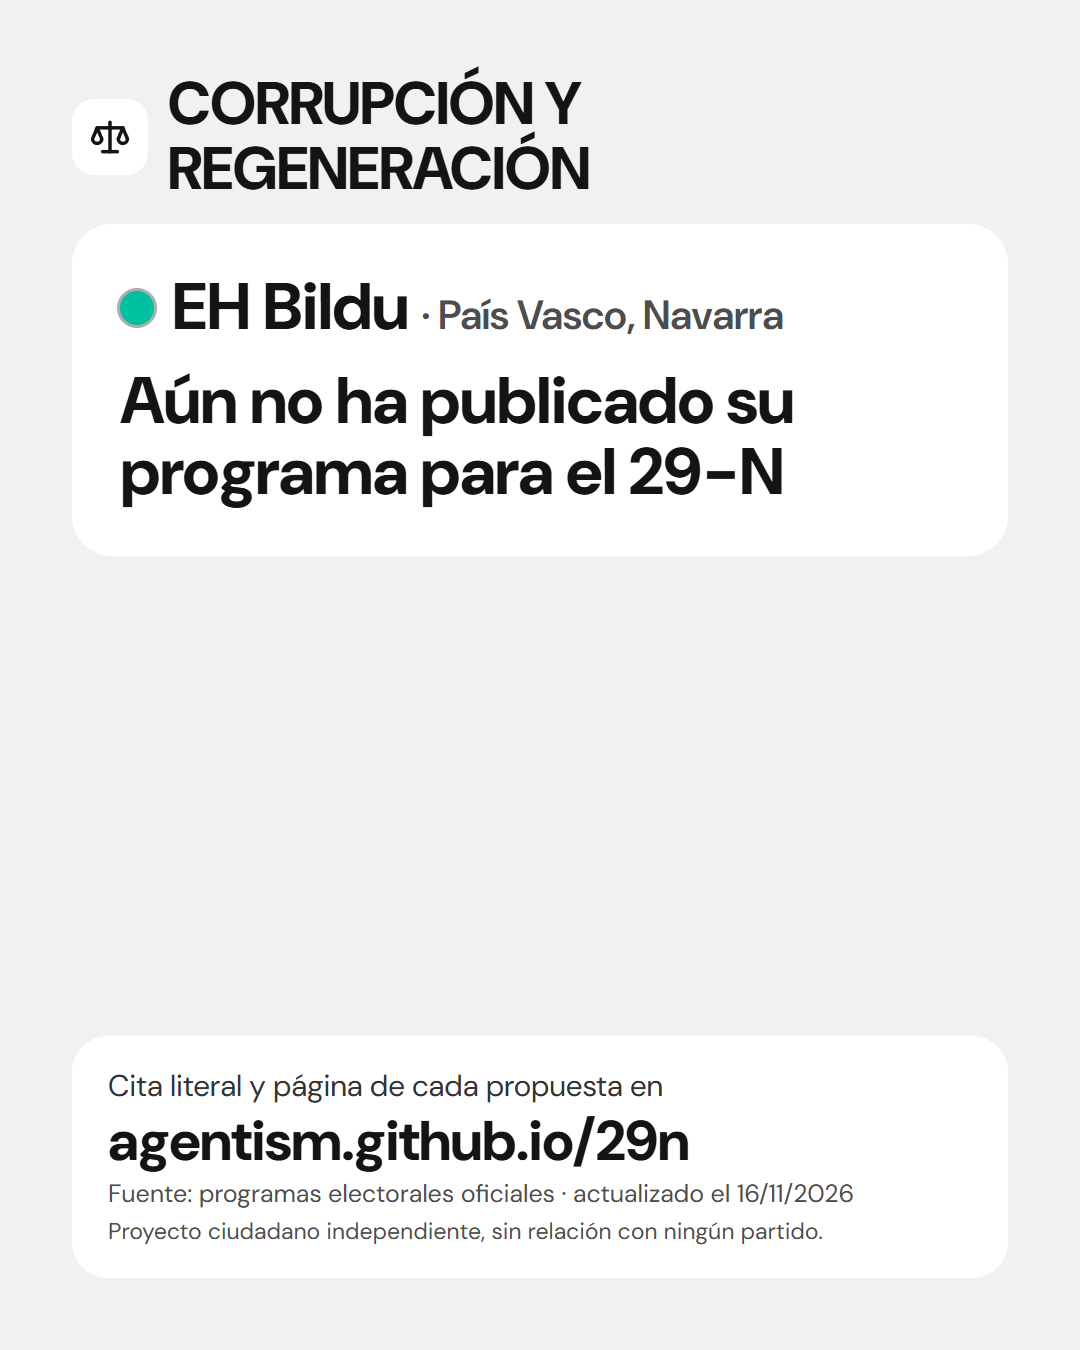 CORRUPCIÓN Y
REGENERACIÓN
EH Bildu · País Vasco, Navarra
Aún no ha publicado su
programa para el 29-N
Cita literal y página de cada propuesta en
agentism.github.io/29n
Fuente: programas electorales oficiales · actualizado el 16/11/2026
Proyecto ciudadano independiente, sin relación con ningún partido.